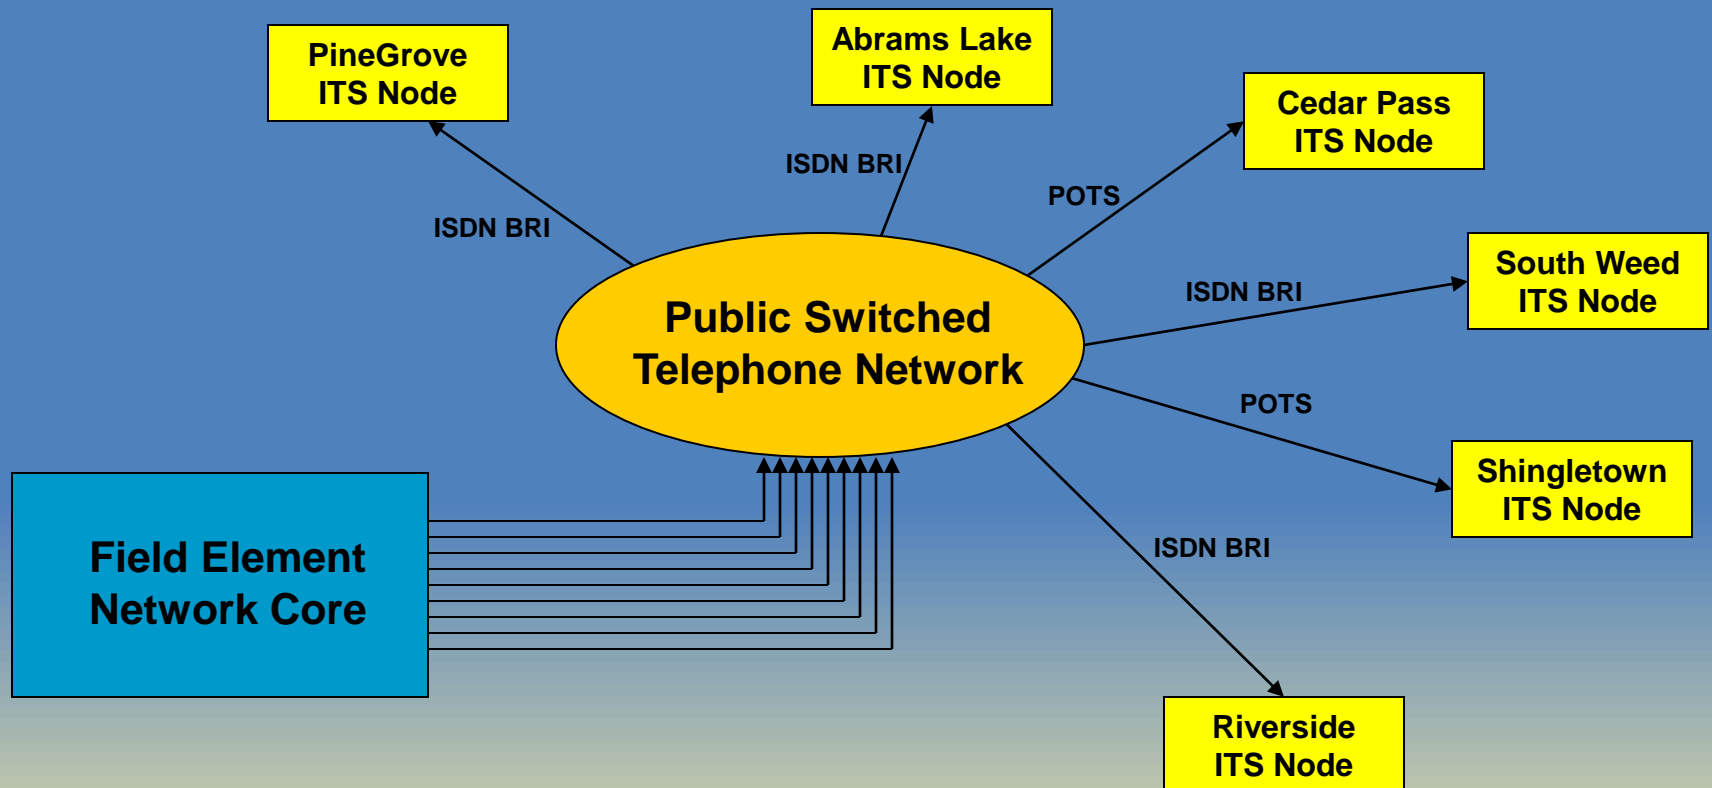 PineGrove
ITS Node
Abrams Lake
ITS Node
Cedar Pass
ITS Node
ISDN BRI
POTS
ISDN BRI
South Weed
ITS Node
ISDN BRI
Public Switched
Telephone Network
POTS
Shingletown
ITS Node
Field Element
Network Core
ISDN BRI
Riverside
ITS Node